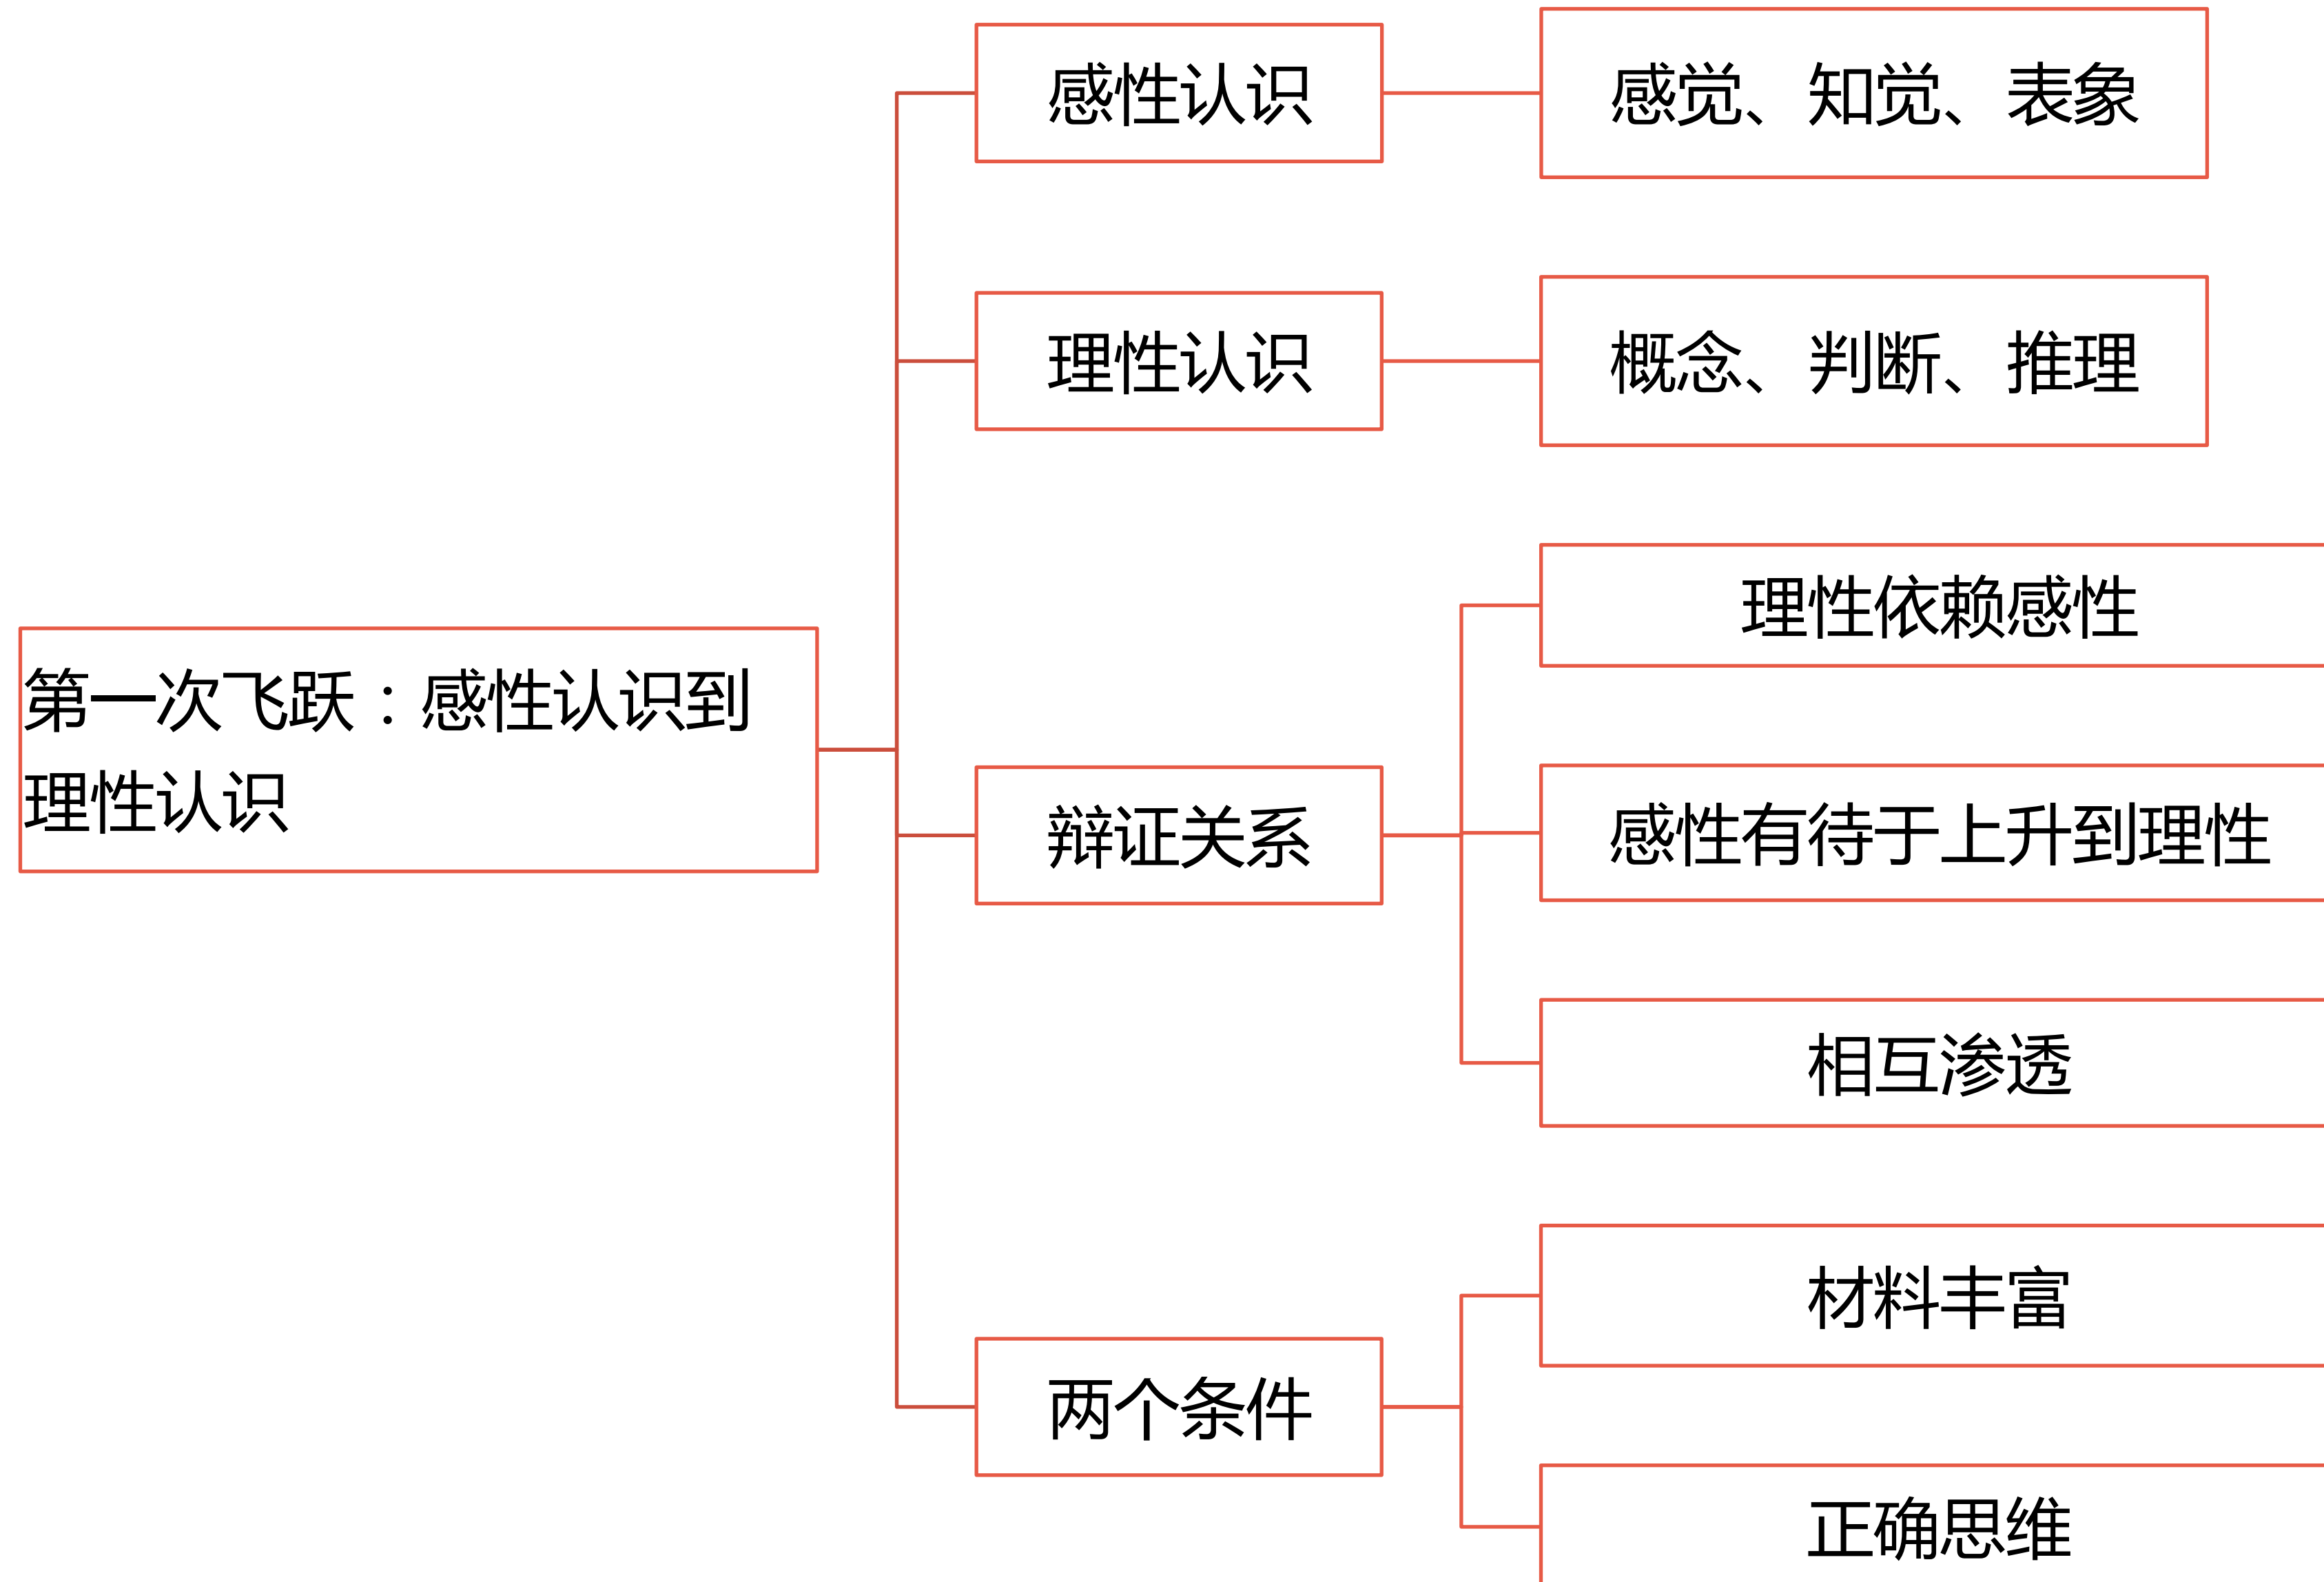 感性认识
感觉、知觉、表象
理性认识
概念、判断、推理
第一次飞跃：感性认识到
理性认识
辩证关系
理性依赖感性
感性有待于上升到理性
相互渗透
两个条件
材料丰富
正确思维